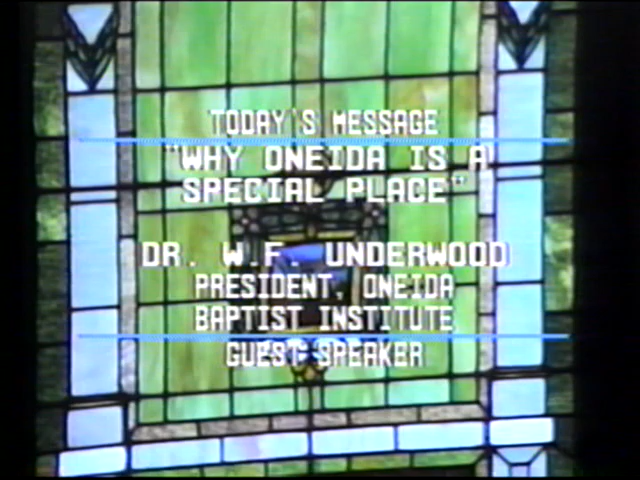 TODAY'S MESSAGE
"WHY ONEIDA IS A
SPECIAL PLACE"
DR. W.F. UNDERWOOD
PRESIDENT, ONEIDA
BAPTIST INSTITUTE
GUEST SPEAKER